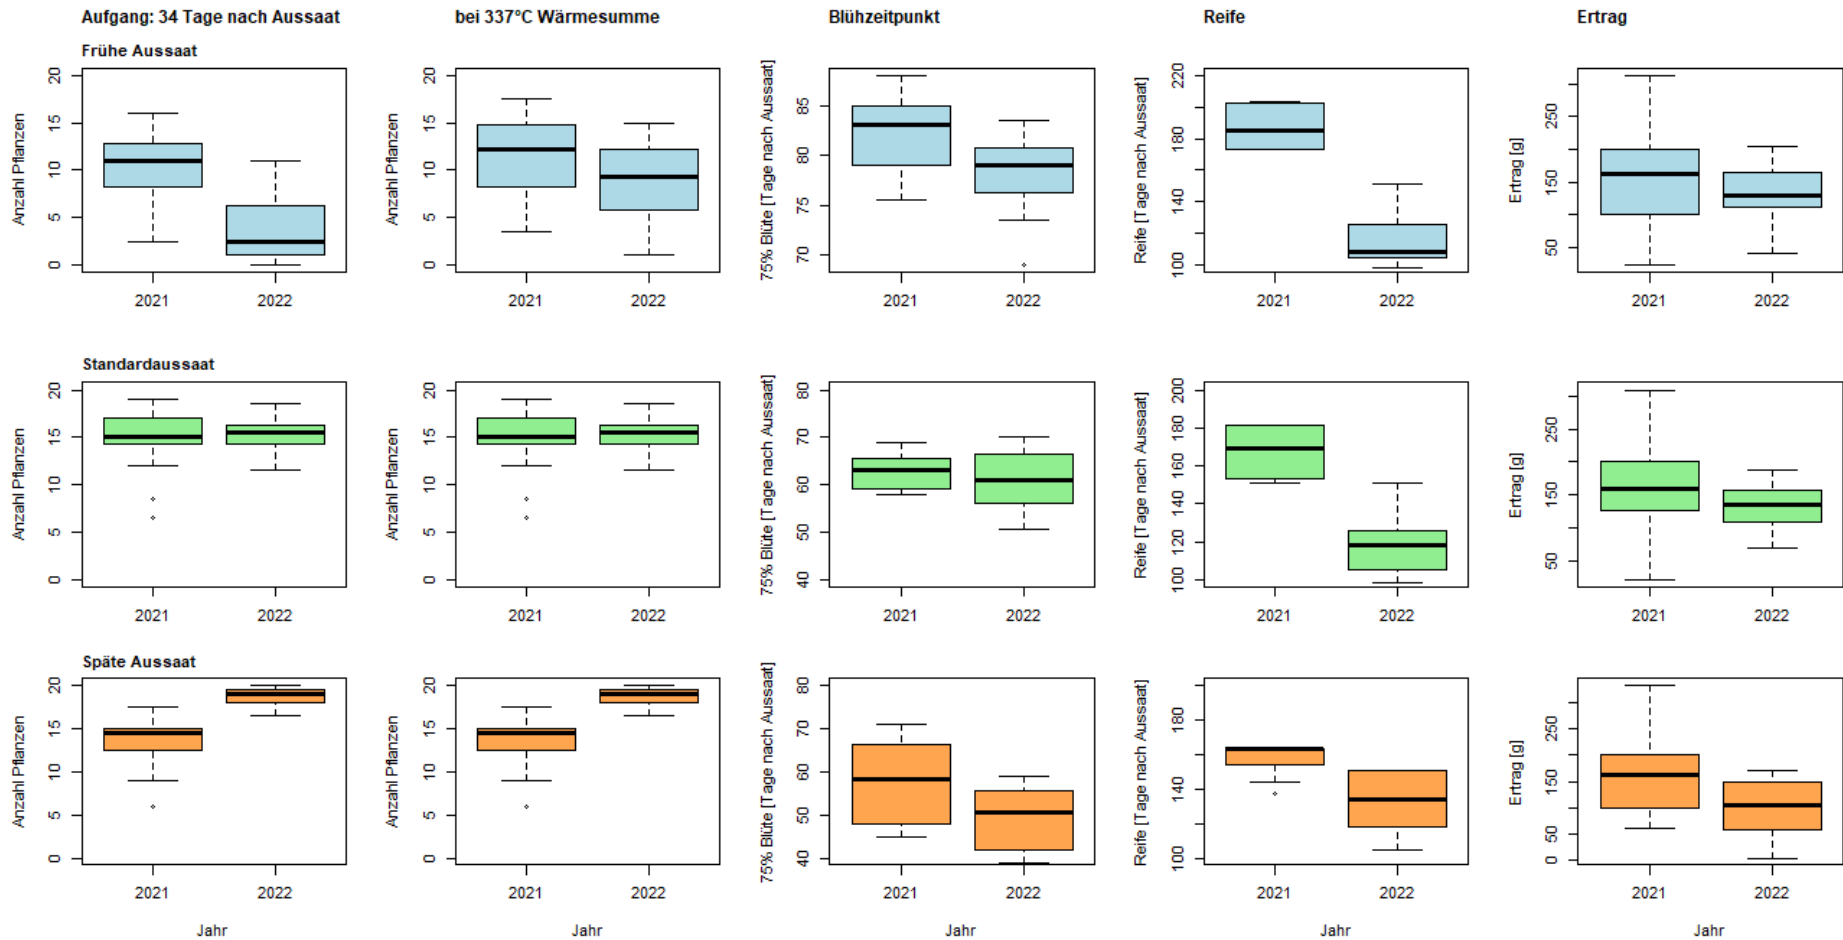 Aufgang: 34 Tage nach Aussaat
bei 337°C Wärmesumme
Blühzeitpunkt
Reife
Ertrag
Frühe Aussaat
Anzahl Pflanzen
0 5 10 15 20
2021 2022
Anzahl Pflanzen
0 5 10 15 20
2021 2022
75% Blüte [Tage nach Aussaat]
70 75 80 85
2021 2022
Reife [Tage nach Aussaat]
100 140 180 220
2021 2022
Ertrag [g]
50 150 250
2021 2022
Standardaussaat
Anzahl Pflanzen
0 5 10 15 20
2021 2022
Anzahl Pflanzen
0 5 10 15 20
2021 2022
75% Blüte [Tage nach Aussaat]
40 50 60 70 80
2021 2022
Reife [Tage nach Aussaat]
100 120 140 160 180 200
2021 2022
Ertrag [g]
50 150 250
2021 2022
Späte Aussaat
Anzahl Pflanzen
0 5 10 15 20
2021 2022
Jahr
Anzahl Pflanzen
0 5 10 15 20
2021 2022
Jahr
75% Blüte [Tage nach Aussaat]
40 50 60 70 80
2021 2022
Jahr
Reife [Tage nach Aussaat]
100 140 180
2021 2022
Jahr
Ertrag [g]
0 50 150 250
2021 2022
Jahr